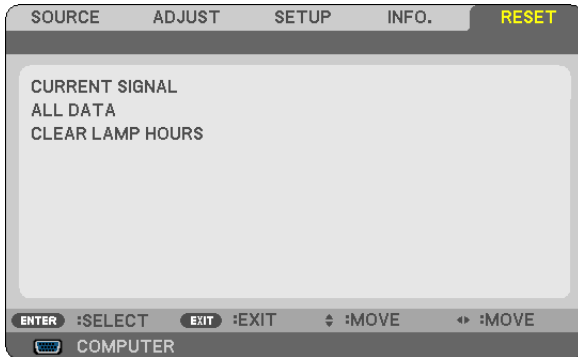 SOURCE ADJUST SETUP INFO. RESET
CURRENT SIGNAL
ALL DATA
CLEAR LAMP HOURS
ENTER :SELECT EXIT :EXIT :MOVE :MOVE
COMPUTER